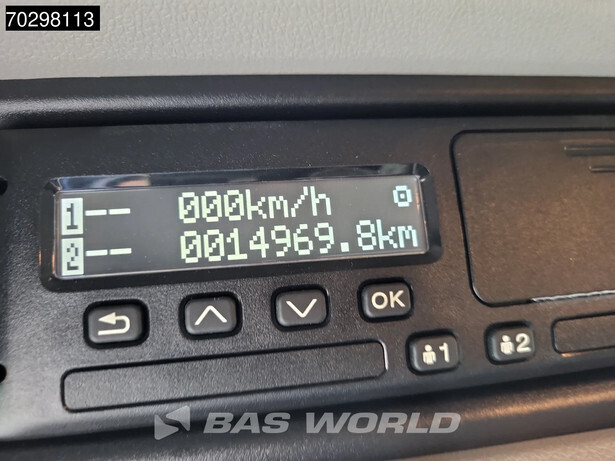 70298113
1 -- 000km/h
2 -- 0014969.8km
OK
1
2
BAS WORLD